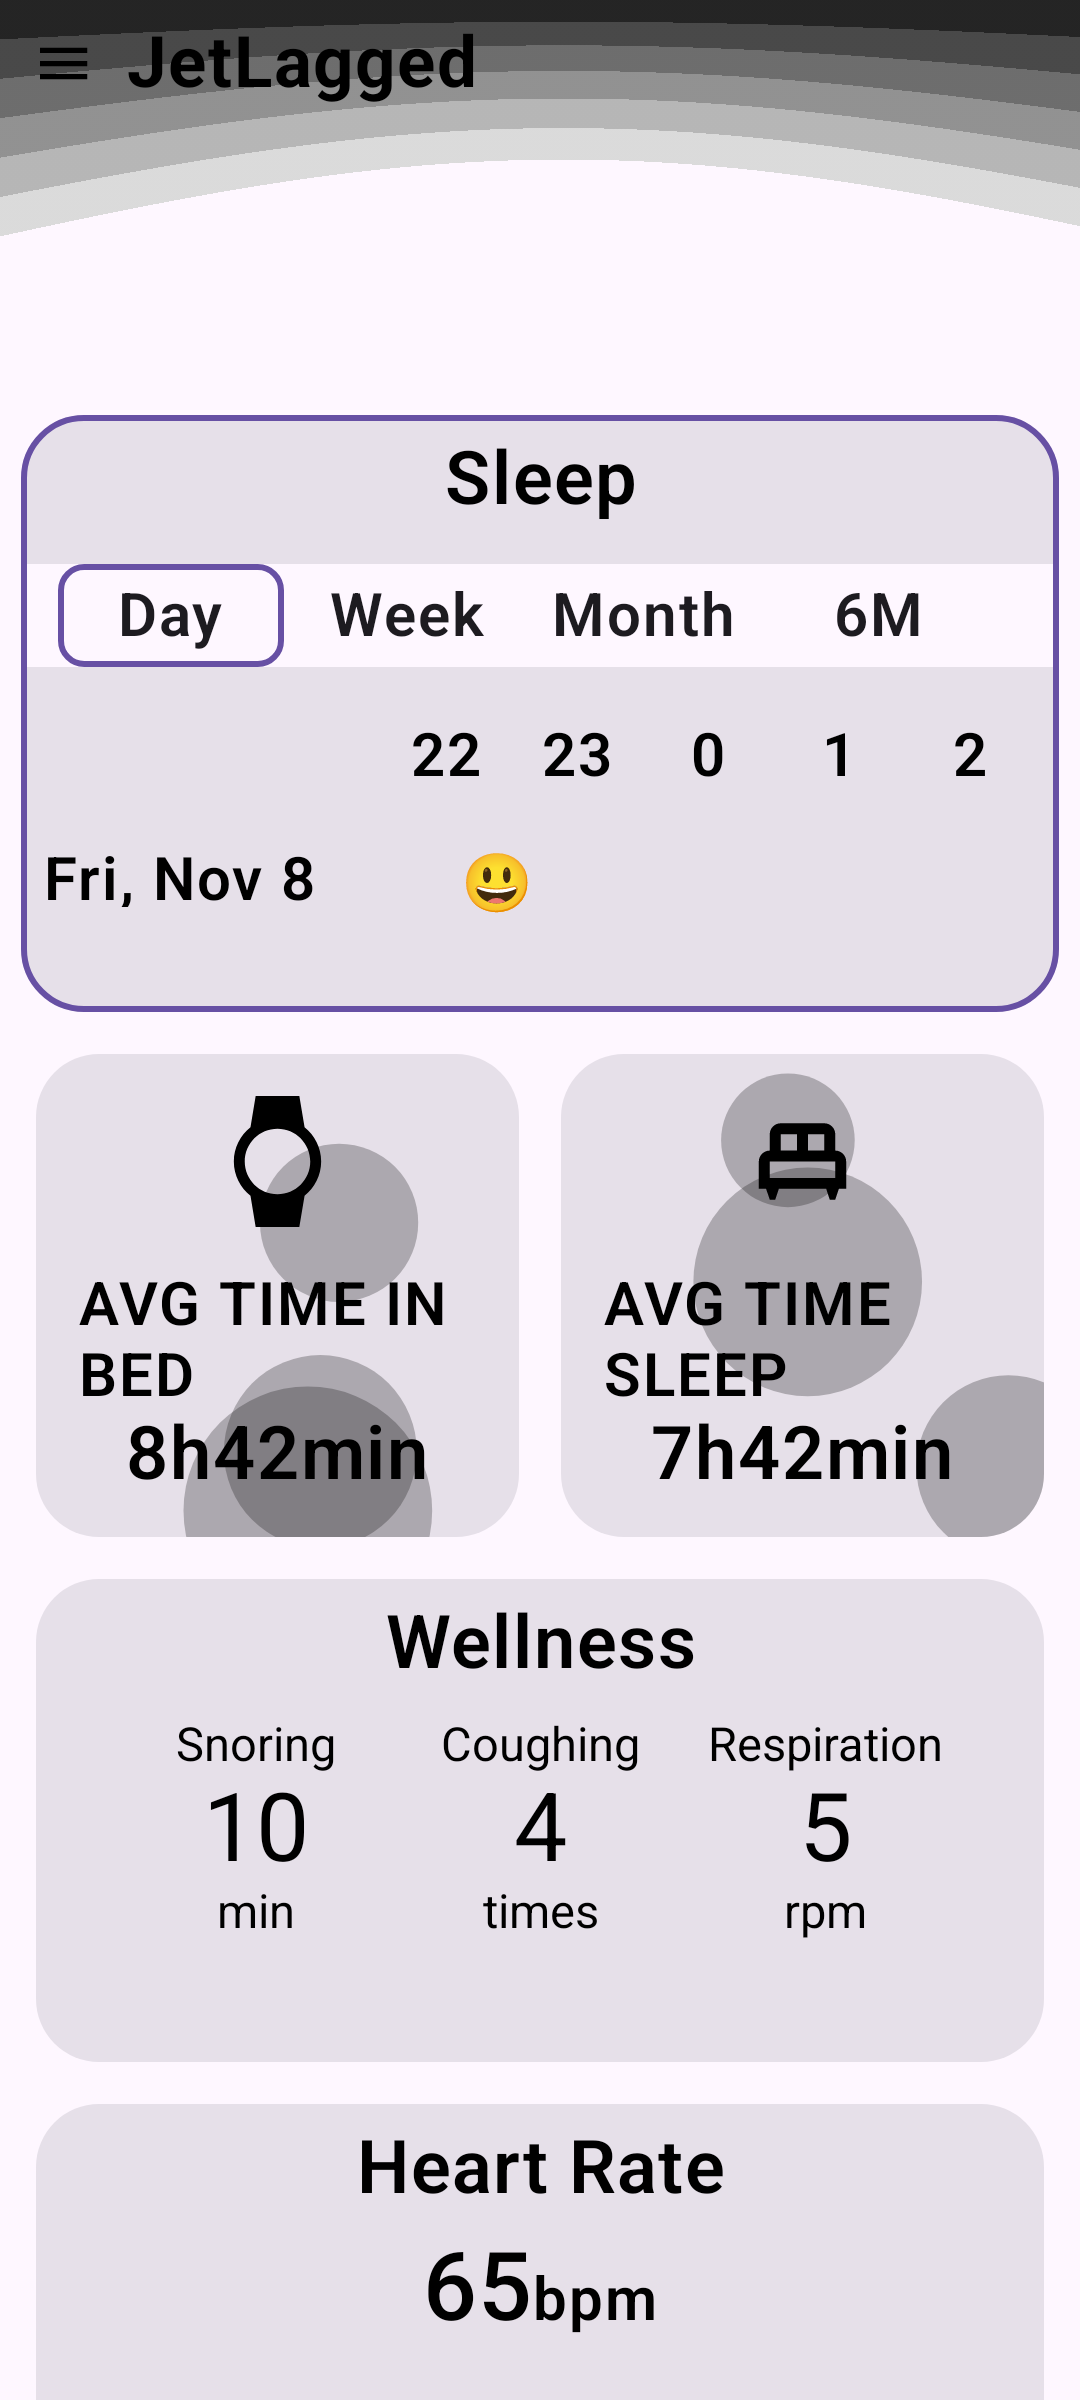 JetLagged
Sleep
Day Week Month 6M
22 23 0 1 2
Fri, Nov 8
AVG TIME IN
BED
8h42min
AVG TIME
SLEEP
7h42min
Wellness
Snoring Coughing Respiration
10 4 5
min times rpm
Heart Rate
65bpm